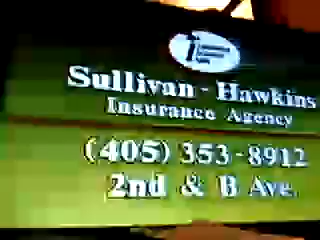 Sullivan - Hawkins
Insurance Agency
(405) 353-8912
2nd & B Ave.